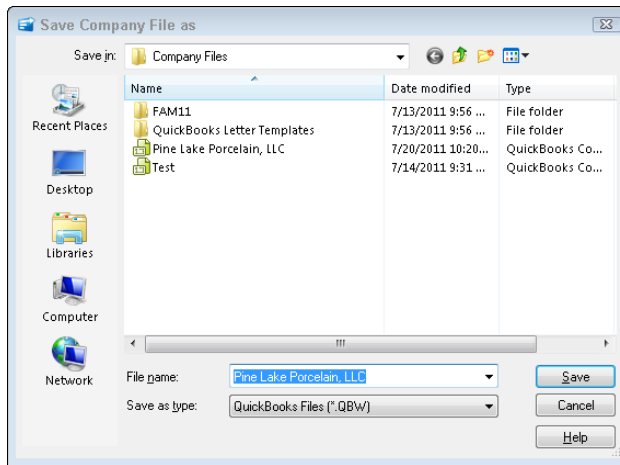 Save Company File as
Save in: Company Files
Name Date modified Type
FAM11 7/13/2011 9:56 ... File folder
QuickBooks Letter Templates 7/13/2011 9:56 ... File folder
Pine Lake Porcelain, LLC 7/20/2011 10:20... QuickBooks Co...
Test 7/14/2011 9:31 ... QuickBooks Co...
Recent Places
Desktop
Libraries
Computer
Network
File name: Pine Lake Porcelain, LLC Save
Save as type: QuickBooks Files (*.QBW) Cancel
Help